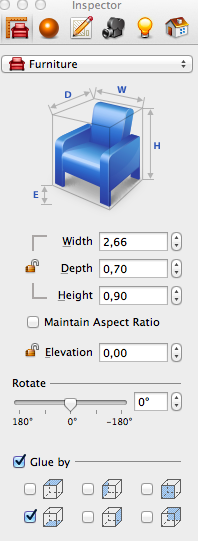 Inspector
Furniture
D
W
H
E
Width 2,66
Depth 0,70
Height 0,90
Maintain Aspect Ratio
Elevation 0,00
Rotate
0°
180° 0° -180°
Glue by